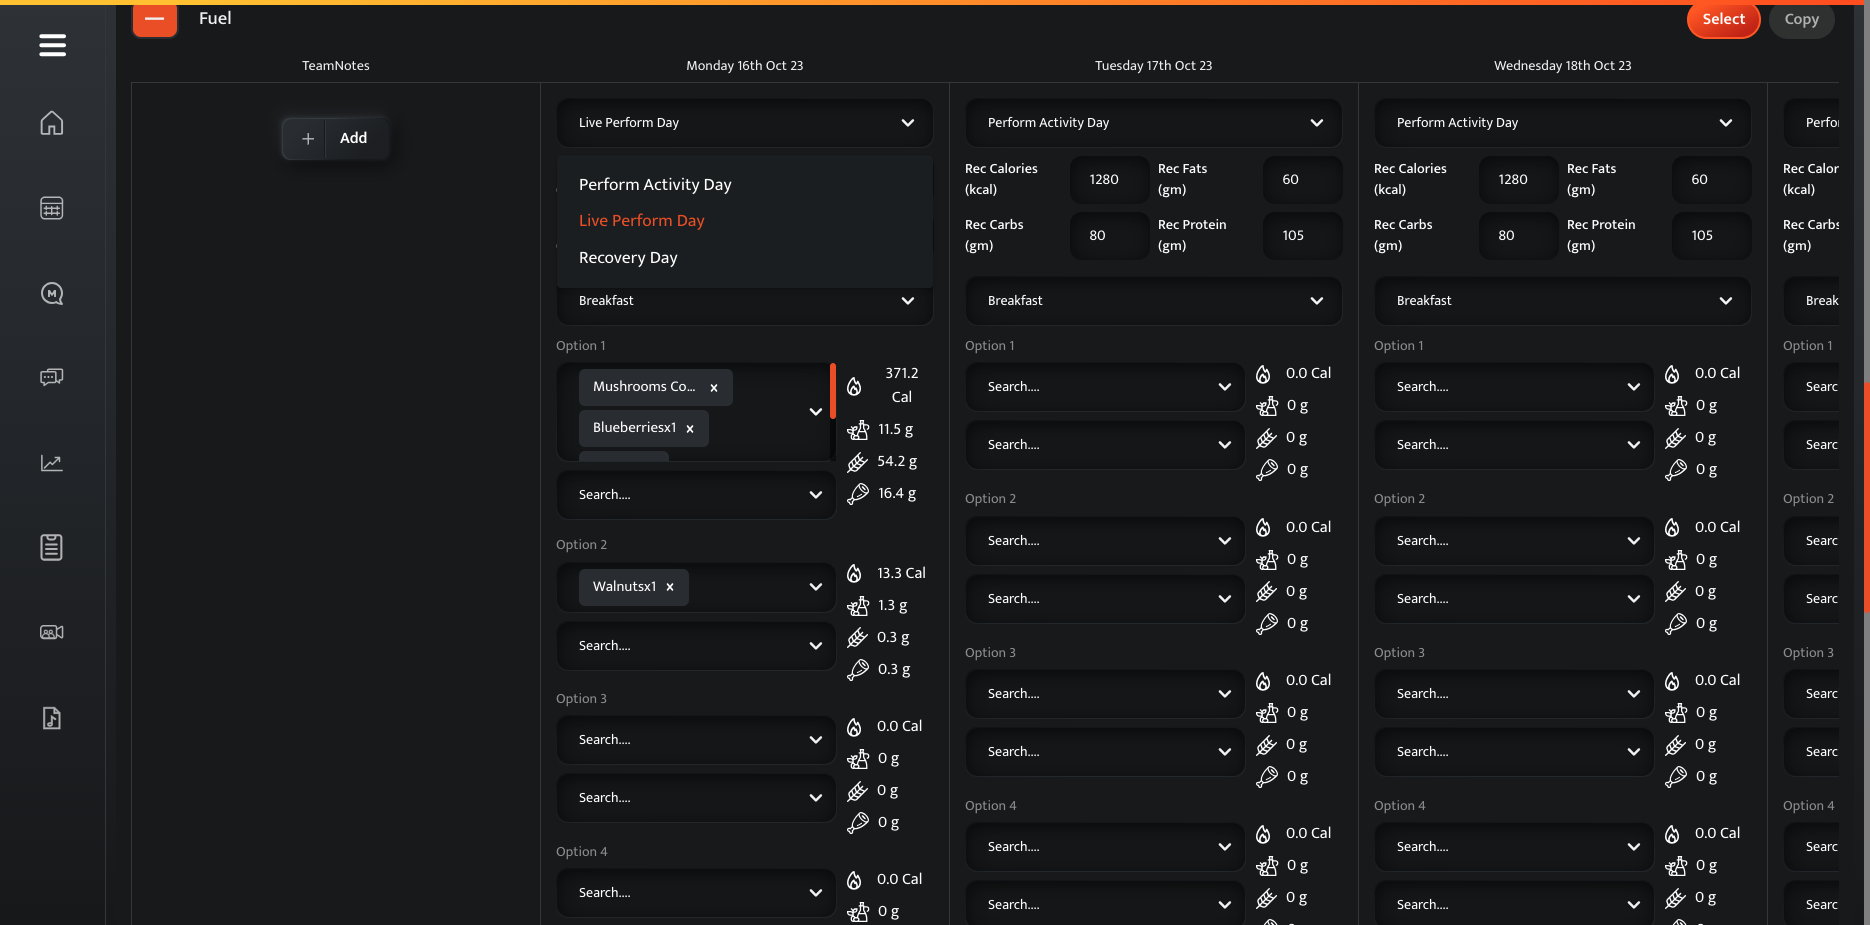 Fuel
Select
Copy
TeamNotes
Monday 16th Oct 23
Tuesday 17th Oct 23
Wednesday 18th Oct 23
+ Add
Live Perform Day
Perform Activity Day
Live Perform Day
Recovery Day
Breakfast
Option 1
Mushrooms Co... ×
Blueberriesx1 ×
371.2
Cal
11.5 g
54.2 g
16.4 g
Search....
Option 2
Walnutsx1 ×
13.3 Cal
1.3 g
0.3 g
0.3 g
Search....
Option 3
Search....
0.0 Cal
0 g
0 g
0 g
Search....
Option 4
Search....
0.0 Cal
0 g
Perform Activity Day
Rec Calories
(kcal)
1280
Rec Fats
(gm)
60
Rec Carbs
(gm)
80
Rec Protein
(gm)
105
Breakfast
Option 1
Search....
Search....
0.0 Cal
0 g
0 g
0 g
Option 2
Search....
Search....
0.0 Cal
0 g
0 g
0 g
Option 3
Search....
Search....
0.0 Cal
0 g
0 g
0 g
Option 4
Search....
Search....
0.0 Cal
0 g
0 g
Perform Activity Day
Rec Calories
(kcal)
1280
Rec Fats
(gm)
60
Rec Carbs
(gm)
80
Rec Protein
(gm)
105
Breakfast
Option 1
Search....
Search....
0.0 Cal
0 g
0 g
0 g
Option 2
Search....
Search....
0.0 Cal
0 g
0 g
0 g
Option 3
Search....
Search....
0.0 Cal
0 g
0 g
0 g
Option 4
Search....
Search....
0.0 Cal
0 g
0 g
Perfo
Rec Calor
(kcal)
Rec Carbs
(gm)
Break
Option 1
Searc
Searc
Option 2
Searc
Searc
Option 3
Searc
Searc
Option 4
Searc
Searc